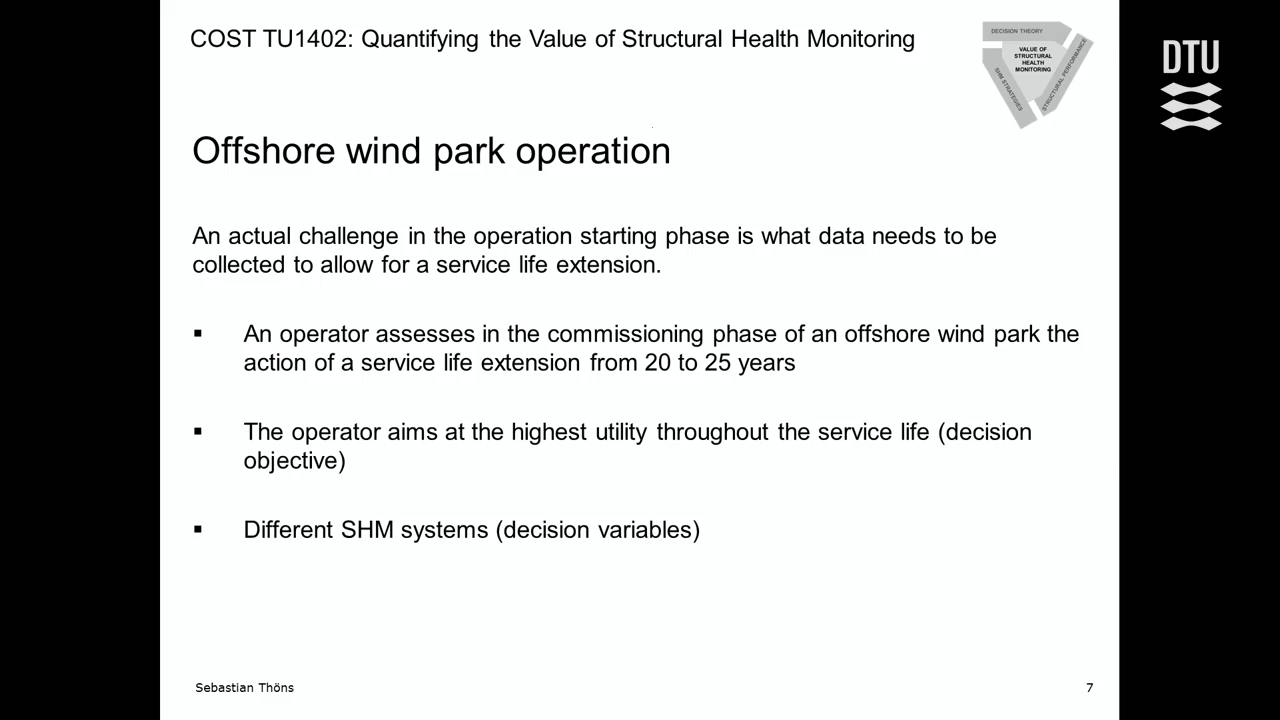 COST TU1402: Quantifying the Value of Structural Health Monitoring
DECISION THEORY
VALUE OF
STRUCTURAL
HEALTH
MONITORING
SHM STRATEGIES
STRUCTURAL PERFORMANCE
DTU
Offshore wind park operation
An actual challenge in the operation starting phase is what data needs to be
collected to allow for a service life extension.
▪ An operator assesses in the commissioning phase of an offshore wind park the
action of a service life extension from 20 to 25 years
▪ The operator aims at the highest utility throughout the service life (decision
objective)
▪ Different SHM systems (decision variables)
Sebastian Thöns
7